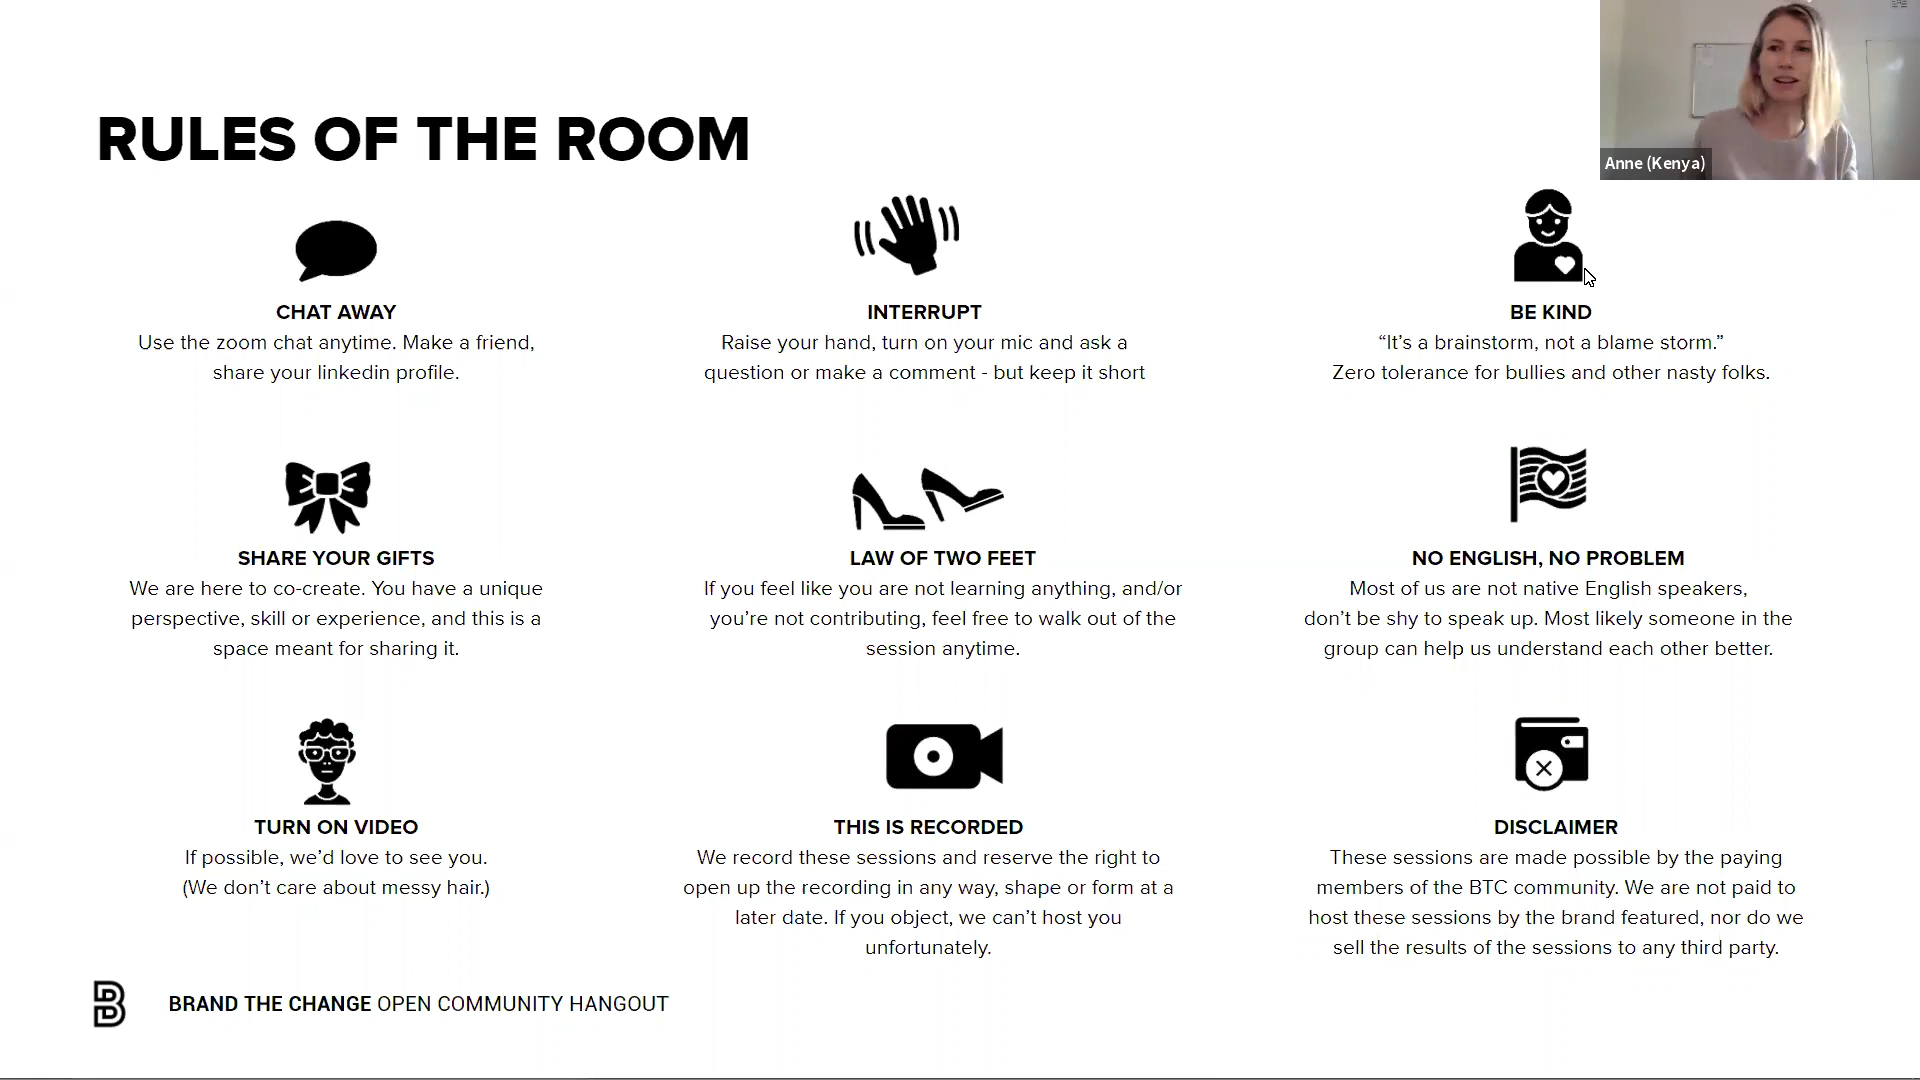 RULES OF THE ROOM
Anne (Kenya)
CHAT AWAY
Use the zoom chat anytime. Make a friend,
share your linkedin profile.
INTERRUPT
Raise your hand, turn on your mic and ask a
question or make a comment - but keep it short
BE KIND
“It’s a brainstorm, not a blame storm.”
Zero tolerance for bullies and other nasty folks.
SHARE YOUR GIFTS
We are here to co-create. You have a unique
perspective, skill or experience, and this is a
space meant for sharing it.
LAW OF TWO FEET
If you feel like you are not learning anything, and/or
you’re not contributing, feel free to walk out of the
session anytime.
NO ENGLISH, NO PROBLEM
Most of us are not native English speakers,
don’t be shy to speak up. Most likely someone in the
group can help us understand each other better.
TURN ON VIDEO
If possible, we’d love to see you.
(We don’t care about messy hair.)
THIS IS RECORDED
We record these sessions and reserve the right to
open up the recording in any way, shape or form at a
later date. If you object, we can’t host you
unfortunately.
DISCLAIMER
These sessions are made possible by the paying
members of the BTC community. We are not paid to
host these sessions by the brand featured, nor do we
sell the results of the sessions to any third party.
B
BRAND THE CHANGE OPEN COMMUNITY HANGOUT